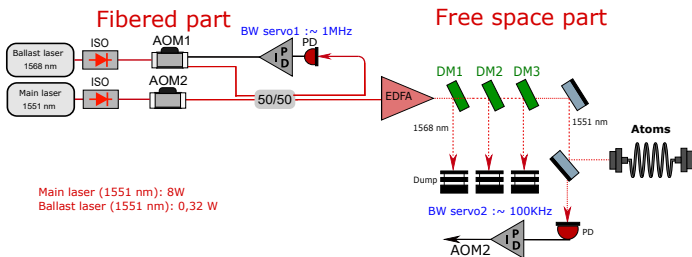 Fibered part
Free space part
BW servo1 :~ 1MHz
ISO
AOM1
PD
Ballast laser
1568 nm
P
I
D
ISO
AOM2
DM1
DM2
DM3
Main laser
1551 nm
50/50
EDFA
1568 nm
1551 nm
Atoms
Dump
Main laser (1551 nm): 8W
Ballast laser (1551 nm): 0,32 W
BW servo2 :~ 100KHz
PD
P
I
D
AOM2